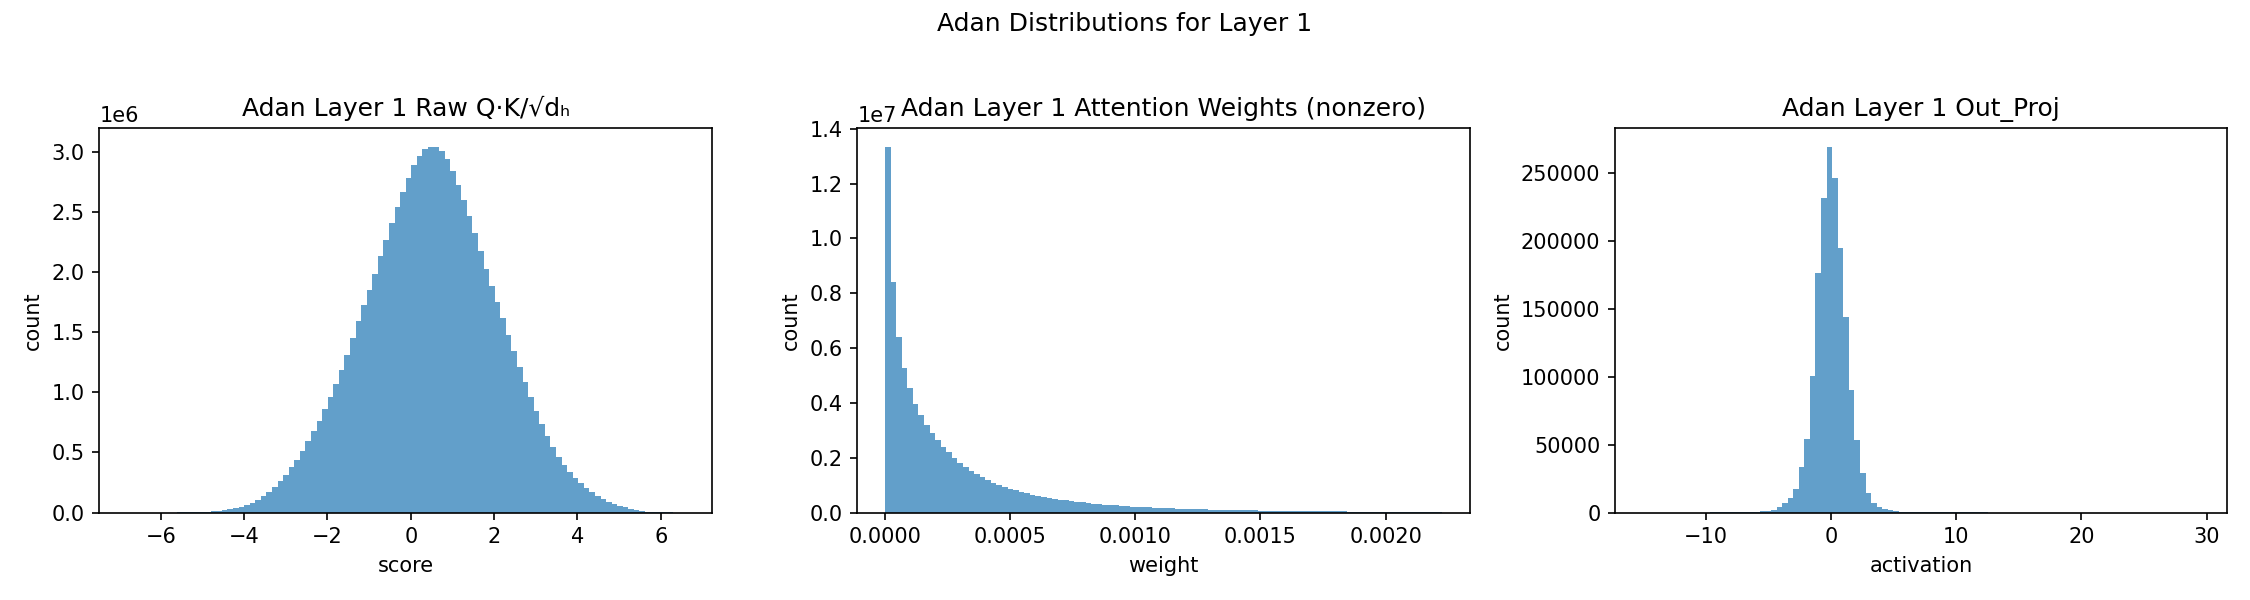 Adan Distributions for Layer 1
Adan Layer 1 Raw Q·K/√dₕ
1e6
3.0
2.5
2.0
1.5
1.0
0.5
0.0
count
−6 −4 −2 0 2 4 6
score
Adan Layer 1 Attention Weights (nonzero)
1e7
1.4
1.2
1.0
0.8
0.6
0.4
0.2
0.0
count
0.0000 0.0005 0.0010 0.0015 0.0020
weight
Adan Layer 1 Out_Proj
250000
200000
150000
100000
50000
0
count
−10 0 10 20 30
activation